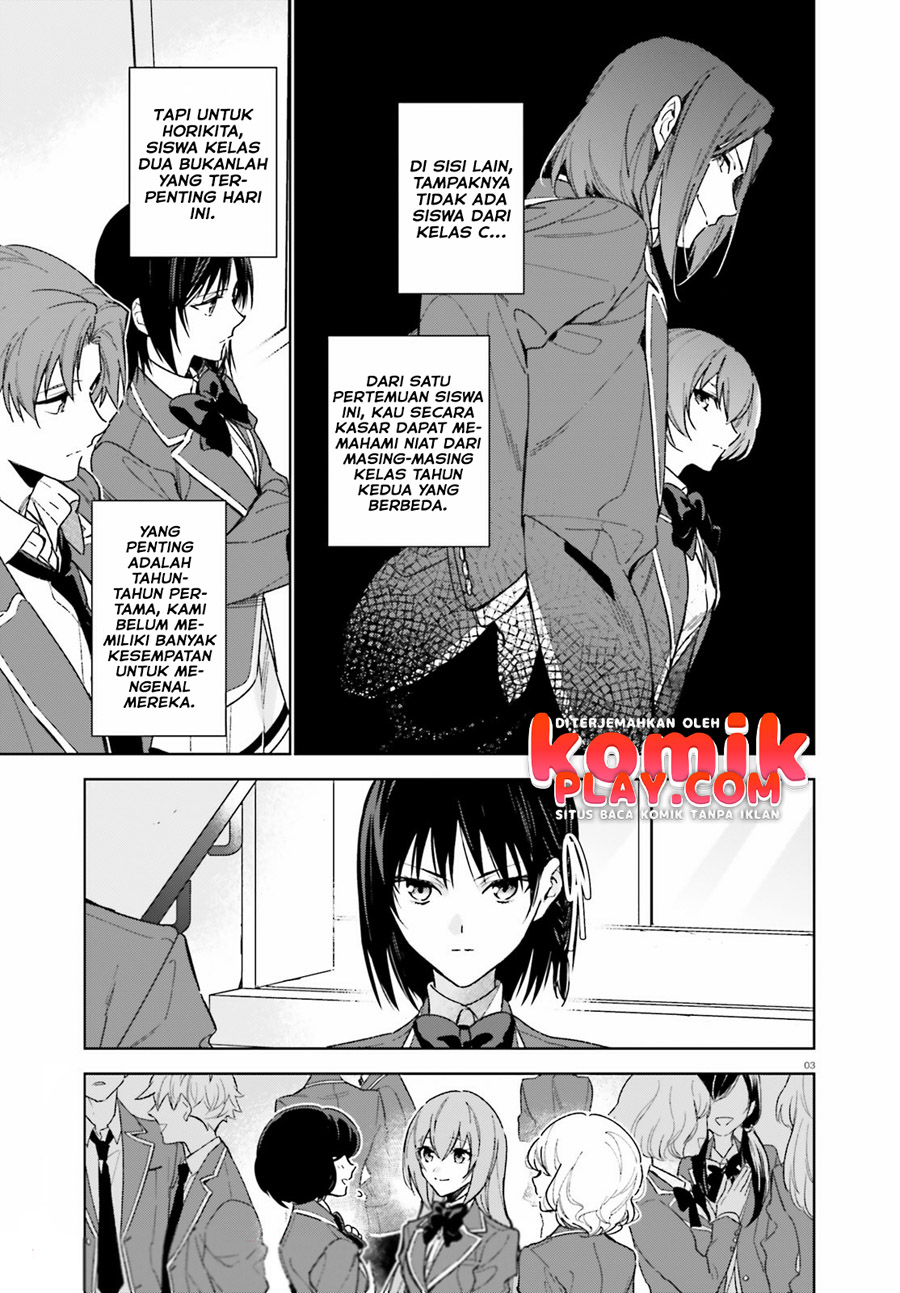 DI SISI LAIN,
TAMPAKNYA
TIDAK ADA
SISWA DARI
KELAS C...
DARI SATU
PERTEMUAN SISWA
INI, KAU SECARA
KASAR DAPAT ME-
MAHAMI NIAT DARI
MASING-MASING
KELAS TAHUN
KEDUA YANG
BERBEDA.
TAPI UNTUK
HORIKITA,
SISWA KELAS
DUA BUKANLAH
YANG TER-
PENTING HARI
INI.
YANG
PENTING
ADALAH
TAHUN-
TAHUN PER-
TAMA, KAMI
BELUM ME-
MILIKI BANYAK
KESEMPATAN
UNTUK ME-
NGENAL
MEREKA.
DITERJEMAHKAN OLEH
komik
PLAY.COM
SITUS BACA KOMIK TANPA IKLAN
03